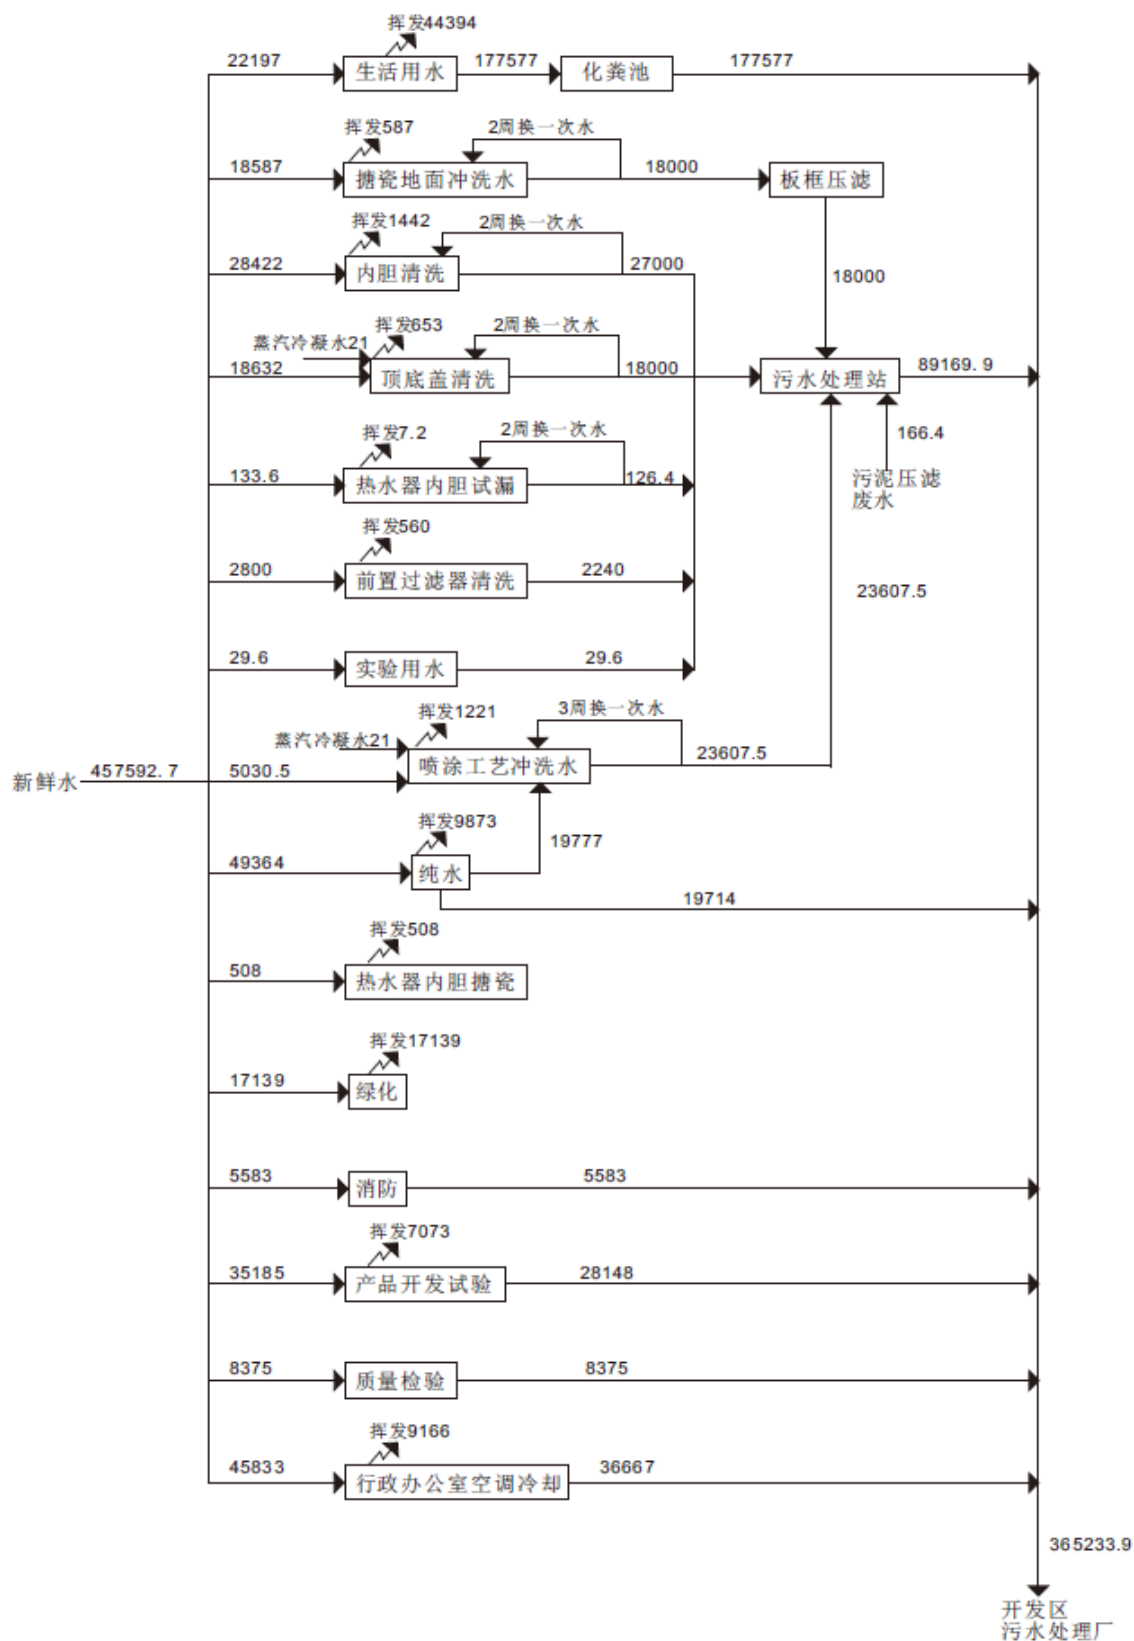 挥发44394
22197
生活用水
177577
化粪池
177577
挥发587
2周换一次水
18587
搪瓷地面冲洗水
18000
板框压滤
挥发1442
2周换一次水
28422
内胆清洗
27000
18000
挥发653
2周换一次水
蒸汽冷凝水21
18632
顶底盖清洗
18000
污水处理站
89169.9
挥发7.2
2周换一次水
166.4
133.6
热水器内胆试漏
126.4
污泥压滤
废水
挥发560
2800
前置过滤器清洗
2240
23607.5
29.6
实验用水
29.6
挥发1221
3周换一次水
蒸汽冷凝水21
新鲜水
457592.7
5030.5
喷涂工艺冲洗水
23607.5
挥发9873
19777
49364
纯水
19714
挥发508
508
热水器内胆搪瓷
挥发17139
17139
绿化
5583
消防
5583
挥发7073
35185
产品开发试验
28148
8375
质量检验
8375
挥发9166
45833
行政办公室空调冷却
36667
365233.9
开发区
污水处理厂